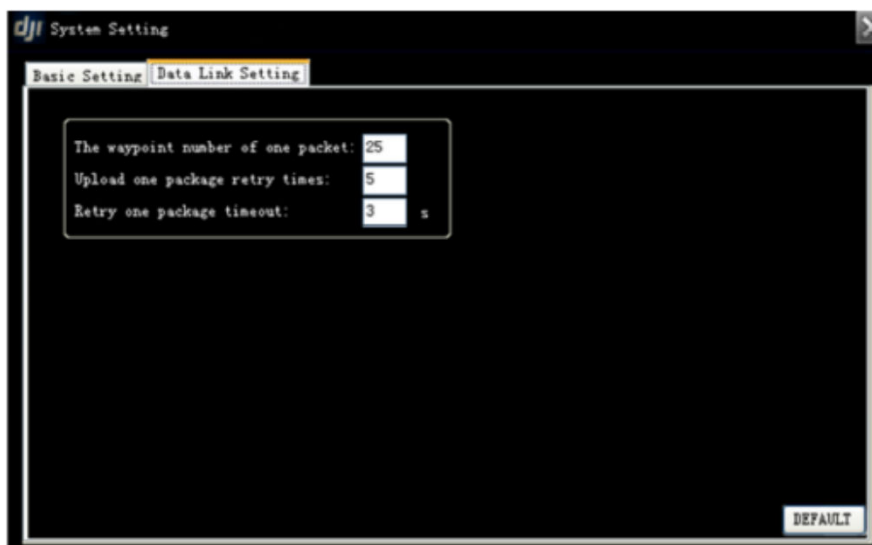 dji System Setting
Basic Setting Data Link Setting
The waypoint number of one packet: 25
Upload one package retry times: 5
Retry one package timeout: 3 s
DEFAULT